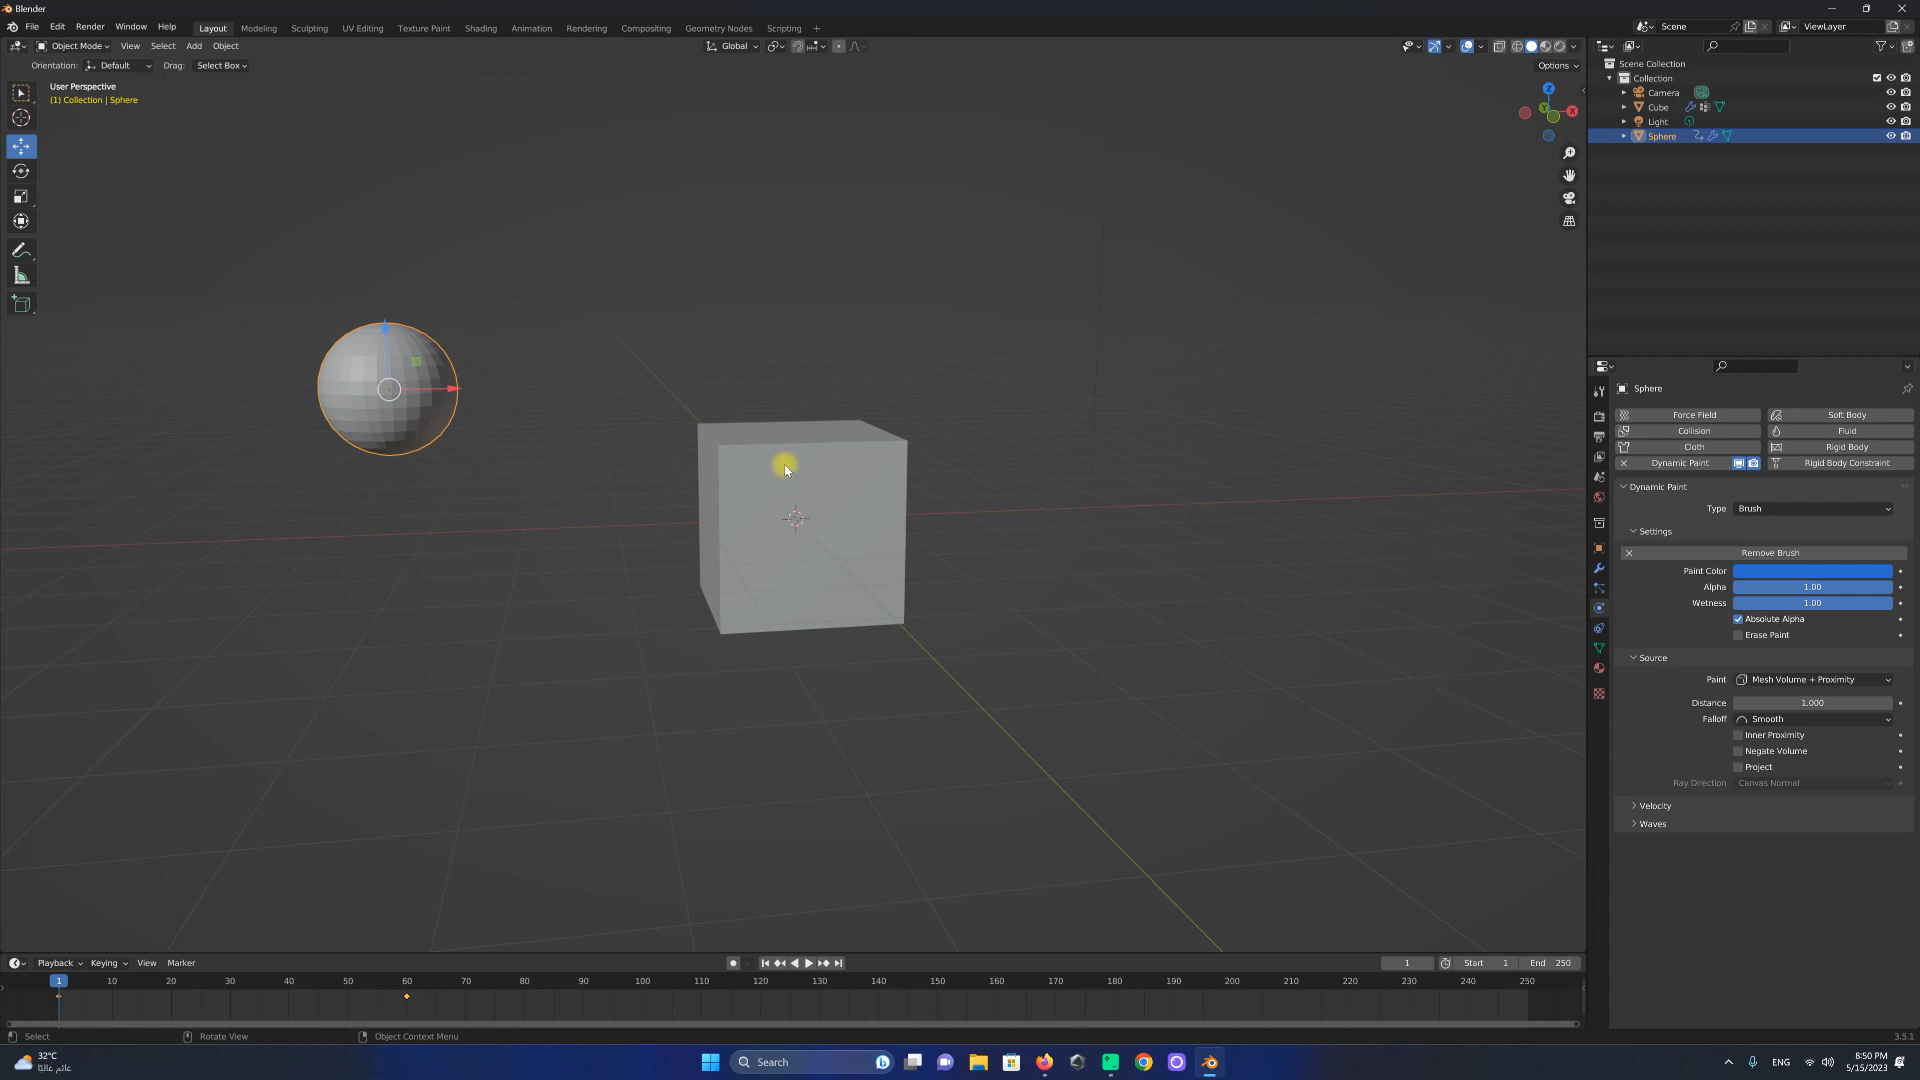 Blender
File Edit Render Window Help Layout Modeling Sculpting UV Editing Texture Paint Shading Animation Rendering Compositing Geometry Nodes Scripting + Scene ViewLayer
Object Mode View Select Add Object Global
Orientation: Default Drag: Select Box Options
User Perspective
(1) Collection | Sphere
Z
Y
X
Scene Collection
Collection
Camera
Cube
Light
Sphere
Sphere
Force Field Soft Body
Collision Fluid
Cloth Rigid Body
Dynamic Paint Rigid Body Constraint
Dynamic Paint
Type Brush
Settings
Remove Brush
Paint Color
Alpha 1.00
Wetness 1.00
Absolute Alpha
Erase Paint
Source
Paint Mesh Volume + Proximity
Distance 1.000
Falloff Smooth
Inner Proximity
Negate Volume
Project
Ray Direction Canvas Normal
Velocity
Waves
Playback Keying View Marker 1 Start 1 End 250
1 10 20 30 40 50 60 70 80 90 100 110 120 130 140 150 160 170 180 190 200 210 220 230 240 250
Select Rotate View Object Context Menu 3.5.1
32°C
غائم غالبًا
Search
ENG
8:50 PM
5/15/2023